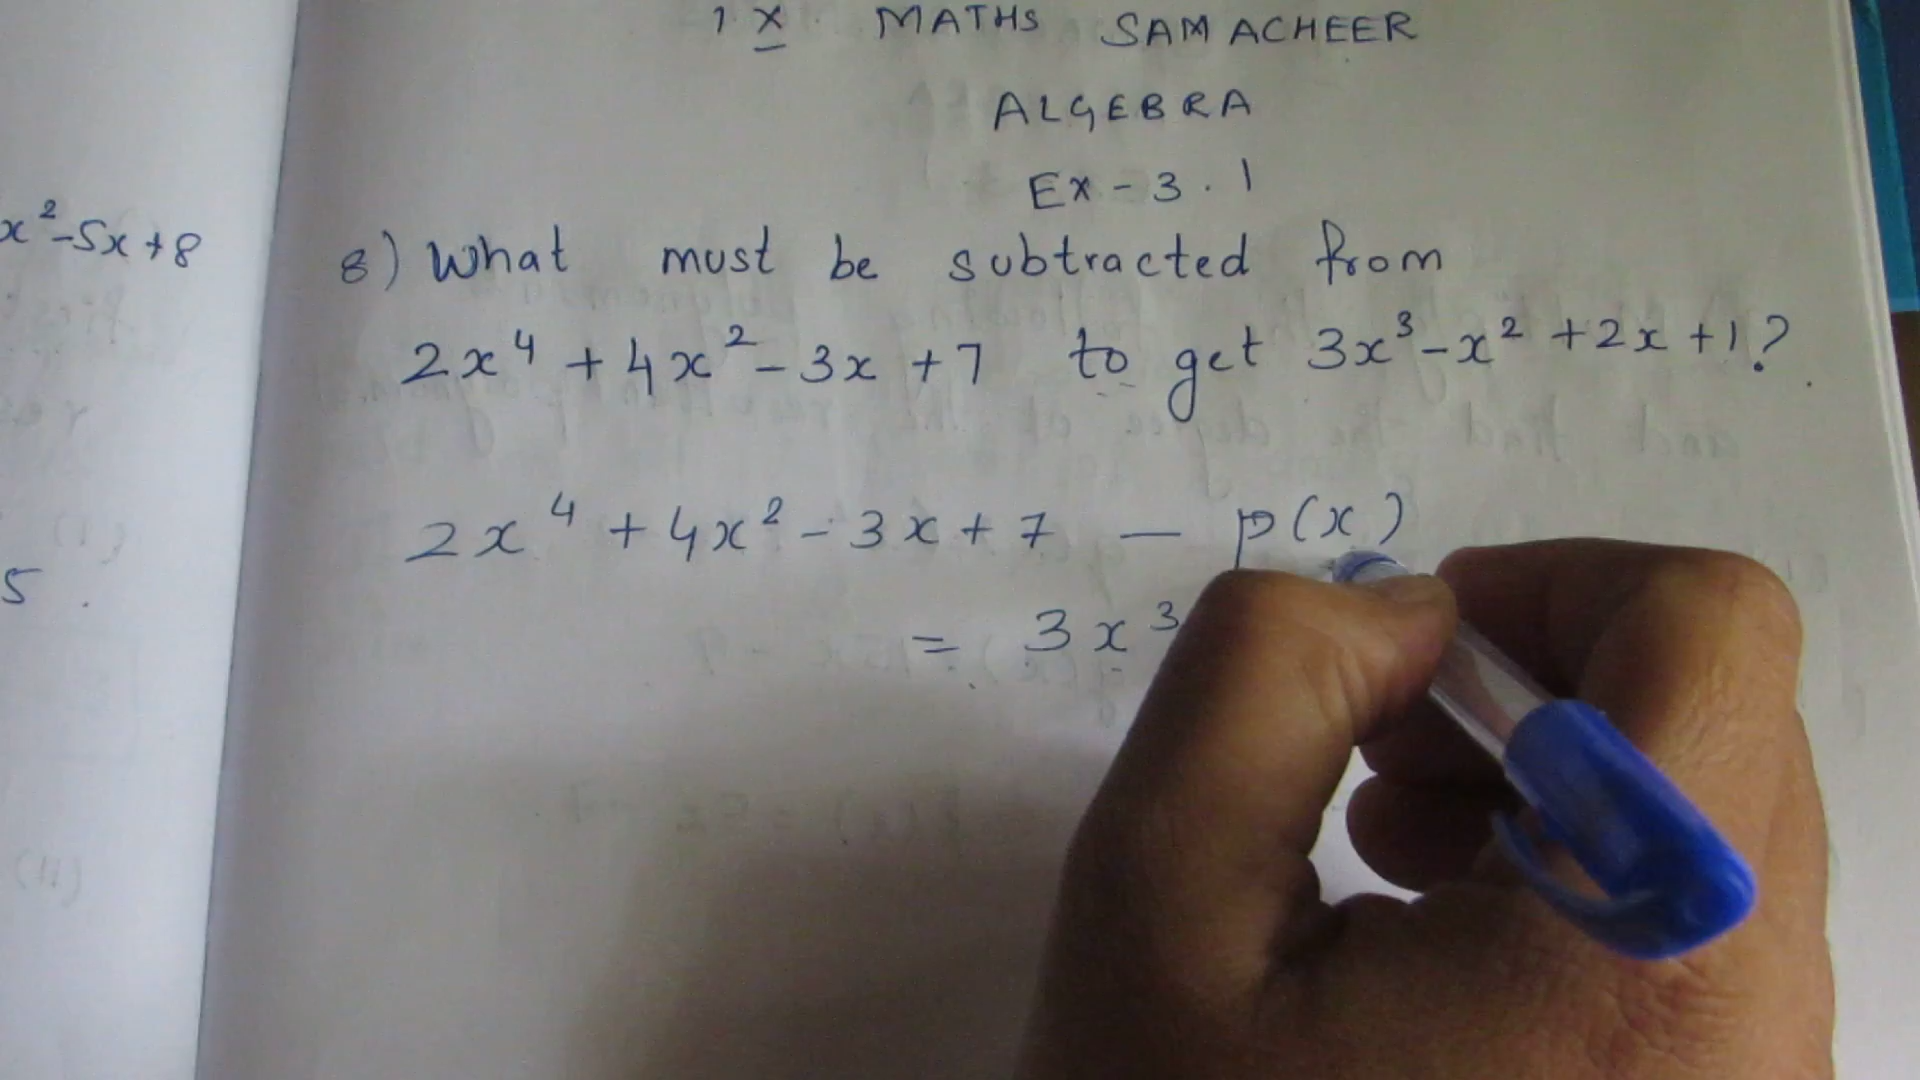 x²-5x+8
5.
IX MATHS SAMACHEER
ALGEBRA
Ex-3.1
8) What must be subtracted from
2x⁴ + 4x² - 3x + 7 to get 3x³ - x² + 2x + 1?
2x⁴ + 4x² - 3x + 7 — p(x)
= 3x³